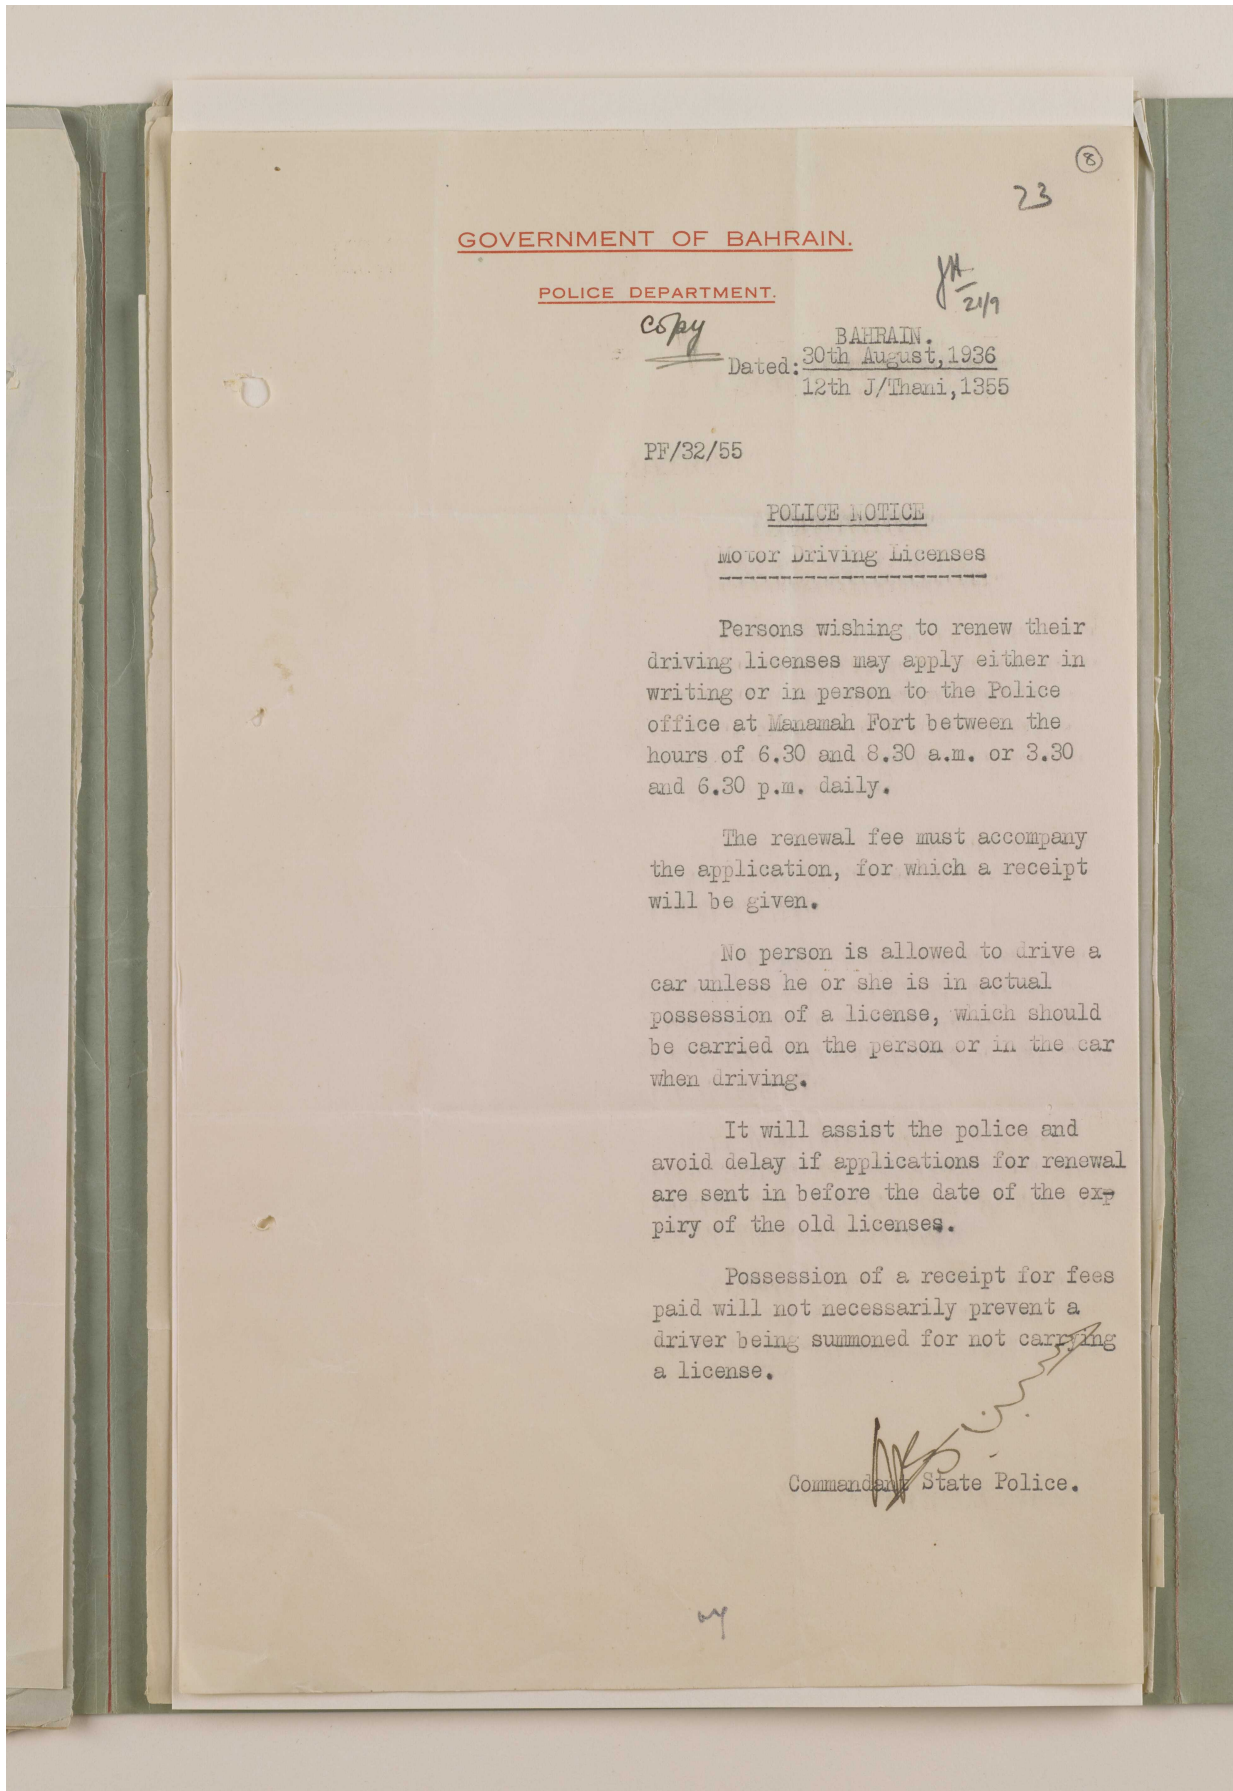 8
23
GOVERNMENT OF BAHRAIN.
POLICE DEPARTMENT.
21/9
copy
BAHRAIN.
Dated: 30th August,1936
12th J/Thani,1355
PF/32/55
POLICE NOTICE
Motor Driving Licenses
Persons wishing to renew their
driving licenses may apply either in
writing or in person to the Police
office at Manamah Fort between the
hours of 6.30 and 8.30 a.m. or 3.30
and 6.30 p.m. daily.
The renewal fee must accompany
the application, for which a receipt
will be given.
No person is allowed to drive a
car unless he or she is in actual
possession of a license, which should
be carried on the person or in the car
when driving.
It will assist the police and
avoid delay if applications for renewal
are sent in before the date of the exp-
piry of the old licenses.
Possession of a receipt for fees
paid will not necessarily prevent a
driver being summoned for not carrying
a license.
Commandant State Police.